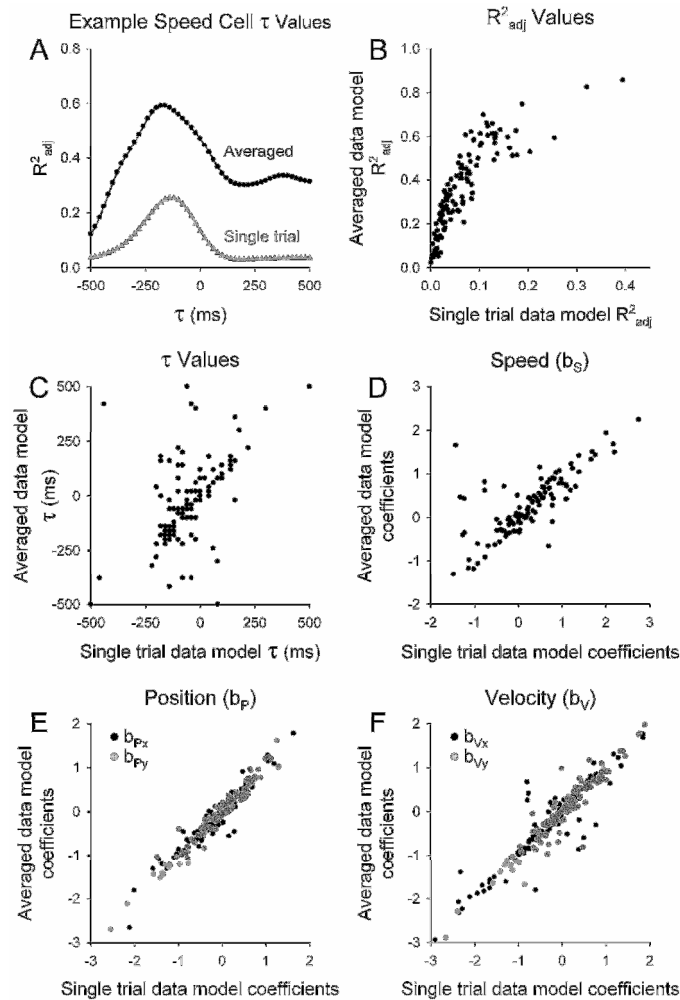 Example Speed Cell τ Values
A
R²adj
0.8
0.6
0.4
0.2
0.0
Averaged
Single trial
-500
-250
0
250
500
τ (ms)
R²adj Values
B
Averaged data model
R²adj
1.0
0.8
0.6
0.4
0.2
0.0
0.0
0.1
0.2
0.3
0.4
Single trial data model R²adj
τ Values
C
Averaged data model
τ (ms)
500
250
0
-250
-500
-500
-250
0
250
500
Single trial data model τ (ms)
Speed (bS)
D
Averaged data model
coefficients
3
2
1
0
-1
-2
-2
-1
0
1
2
3
Single trial data model coefficients
Position (bP)
E
bPx
bPy
Averaged data model
coefficients
2
1
0
-1
-2
-3
-3
-2
-1
0
1
2
Single trial data model coefficients
Velocity (bV)
F
bVx
bVy
Averaged data model
coefficients
2
1
0
-1
-2
-3
-3
-2
-1
0
1
2
Single trial data model coefficients